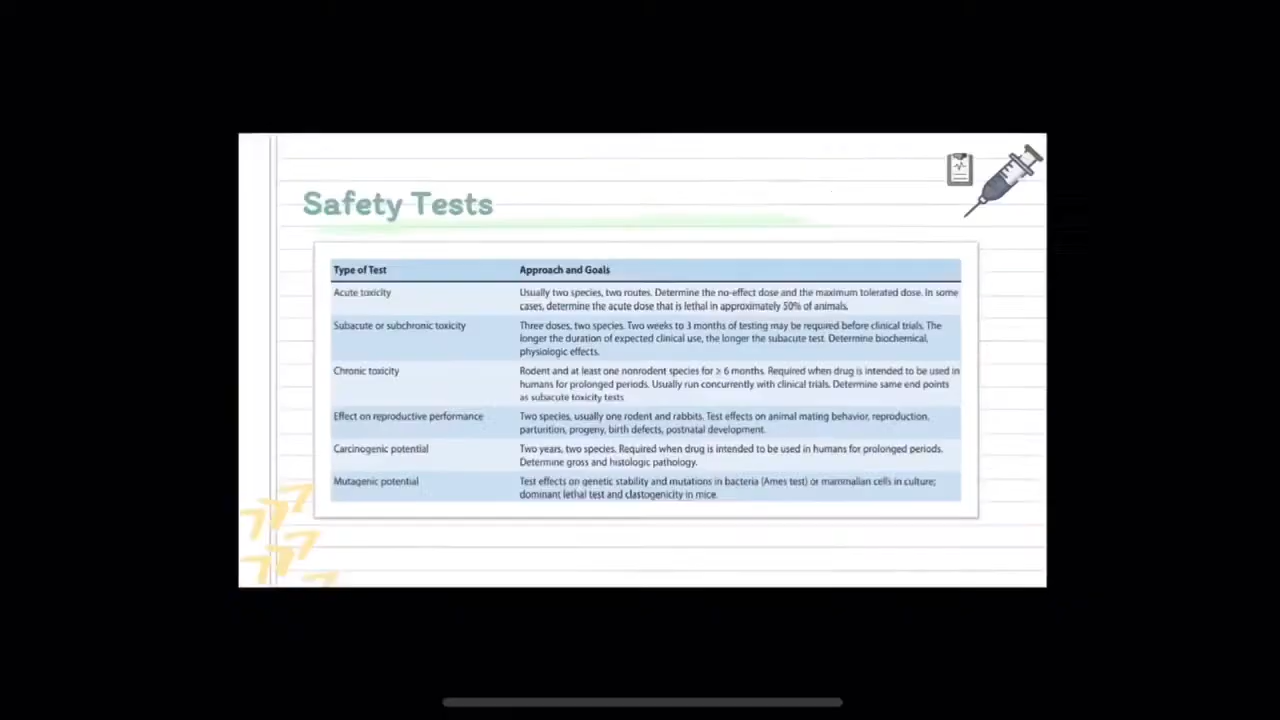 Safety Tests
Type of Test
Approach and Goals
Acute toxicity
Usually two species, two routes. Determine the no-effect dose and the maximum tolerated dose. In some
cases, determine the acute dose that is lethal in approximately 50% of animals.
Subacute or subchronic toxicity
Three doses, two species. Two weeks to 3 months of testing may be required before clinical trials. The
longer the duration of expected clinical use, the longer the subacute test. Determine biochemical,
physiologic effects.
Chronic toxicity
Rodent and at least one nonrodent species for ≥ 6 months. Required when drug is intended to be used in
humans for prolonged periods. Usually run concurrently with clinical trials. Determine same end points
as subacute toxicity tests
Effect on reproductive performance
Two species, usually one rodent and rabbits. Test effects on animal mating behavior, reproduction,
parturition, progeny, birth defects, postnatal development.
Carcinogenic potential
Two years, two species. Required when drug is intended to be used in humans for prolonged periods.
Determine gross and histologic pathology.
Mutagenic potential
Test effects on genetic stability and mutations in bacteria (Ames test) or mammalian cells in culture;
dominant lethal test and clastogenicity in mice.